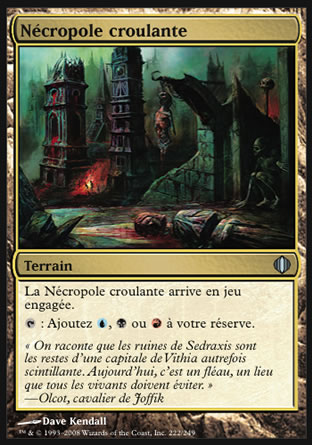 Nécropole croulante
Terrain
La Nécropole croulante arrive en jeu
engagée.
: Ajoutez , ou à votre réserve.
« On raconte que les ruines de Sedraxis sont
les restes d'une capitale de Vithia autrefois
scintillante. Aujourd'hui, c'est un fléau, un lieu
que tous les vivants doivent éviter. »
—Olcot, cavalier de Joffik
Dave Kendall
™ & © 1993–2008 Wizards of the Coast, Inc. 222/249